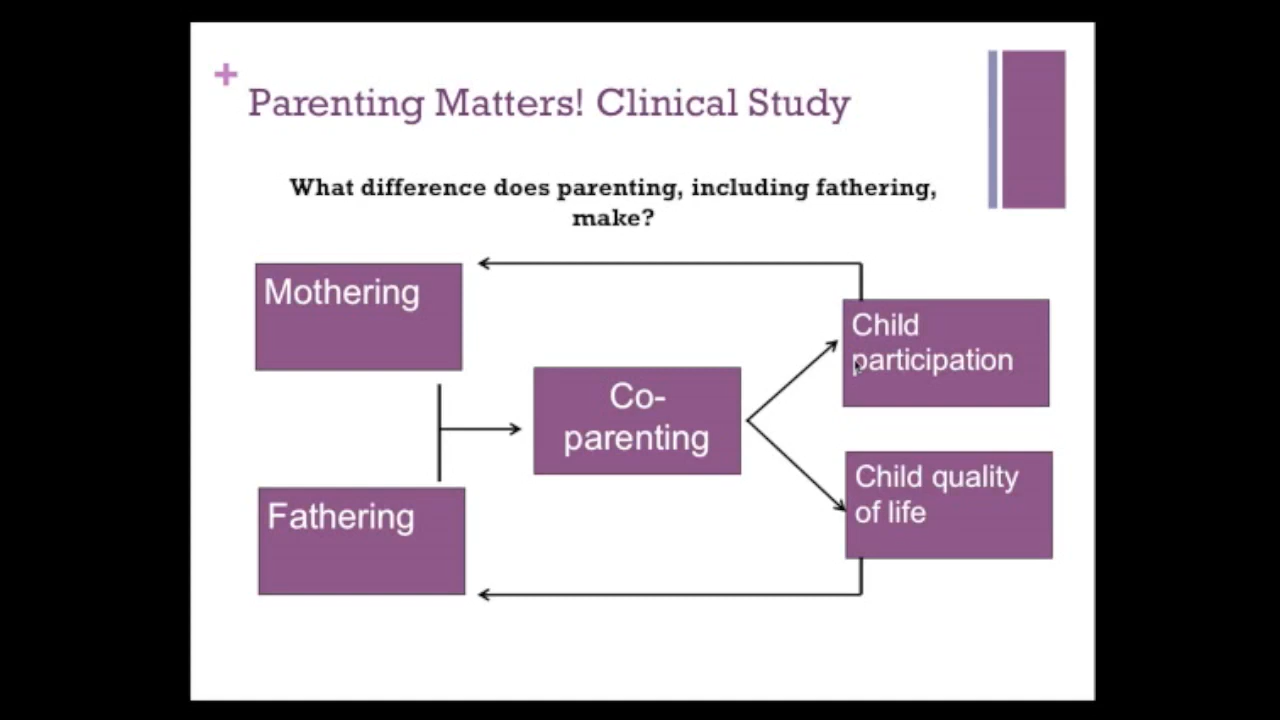 +
Parenting Matters! Clinical Study
What difference does parenting, including fathering,
make?
Mothering
Child
participation
Co-
parenting
Child quality
of life
Fathering